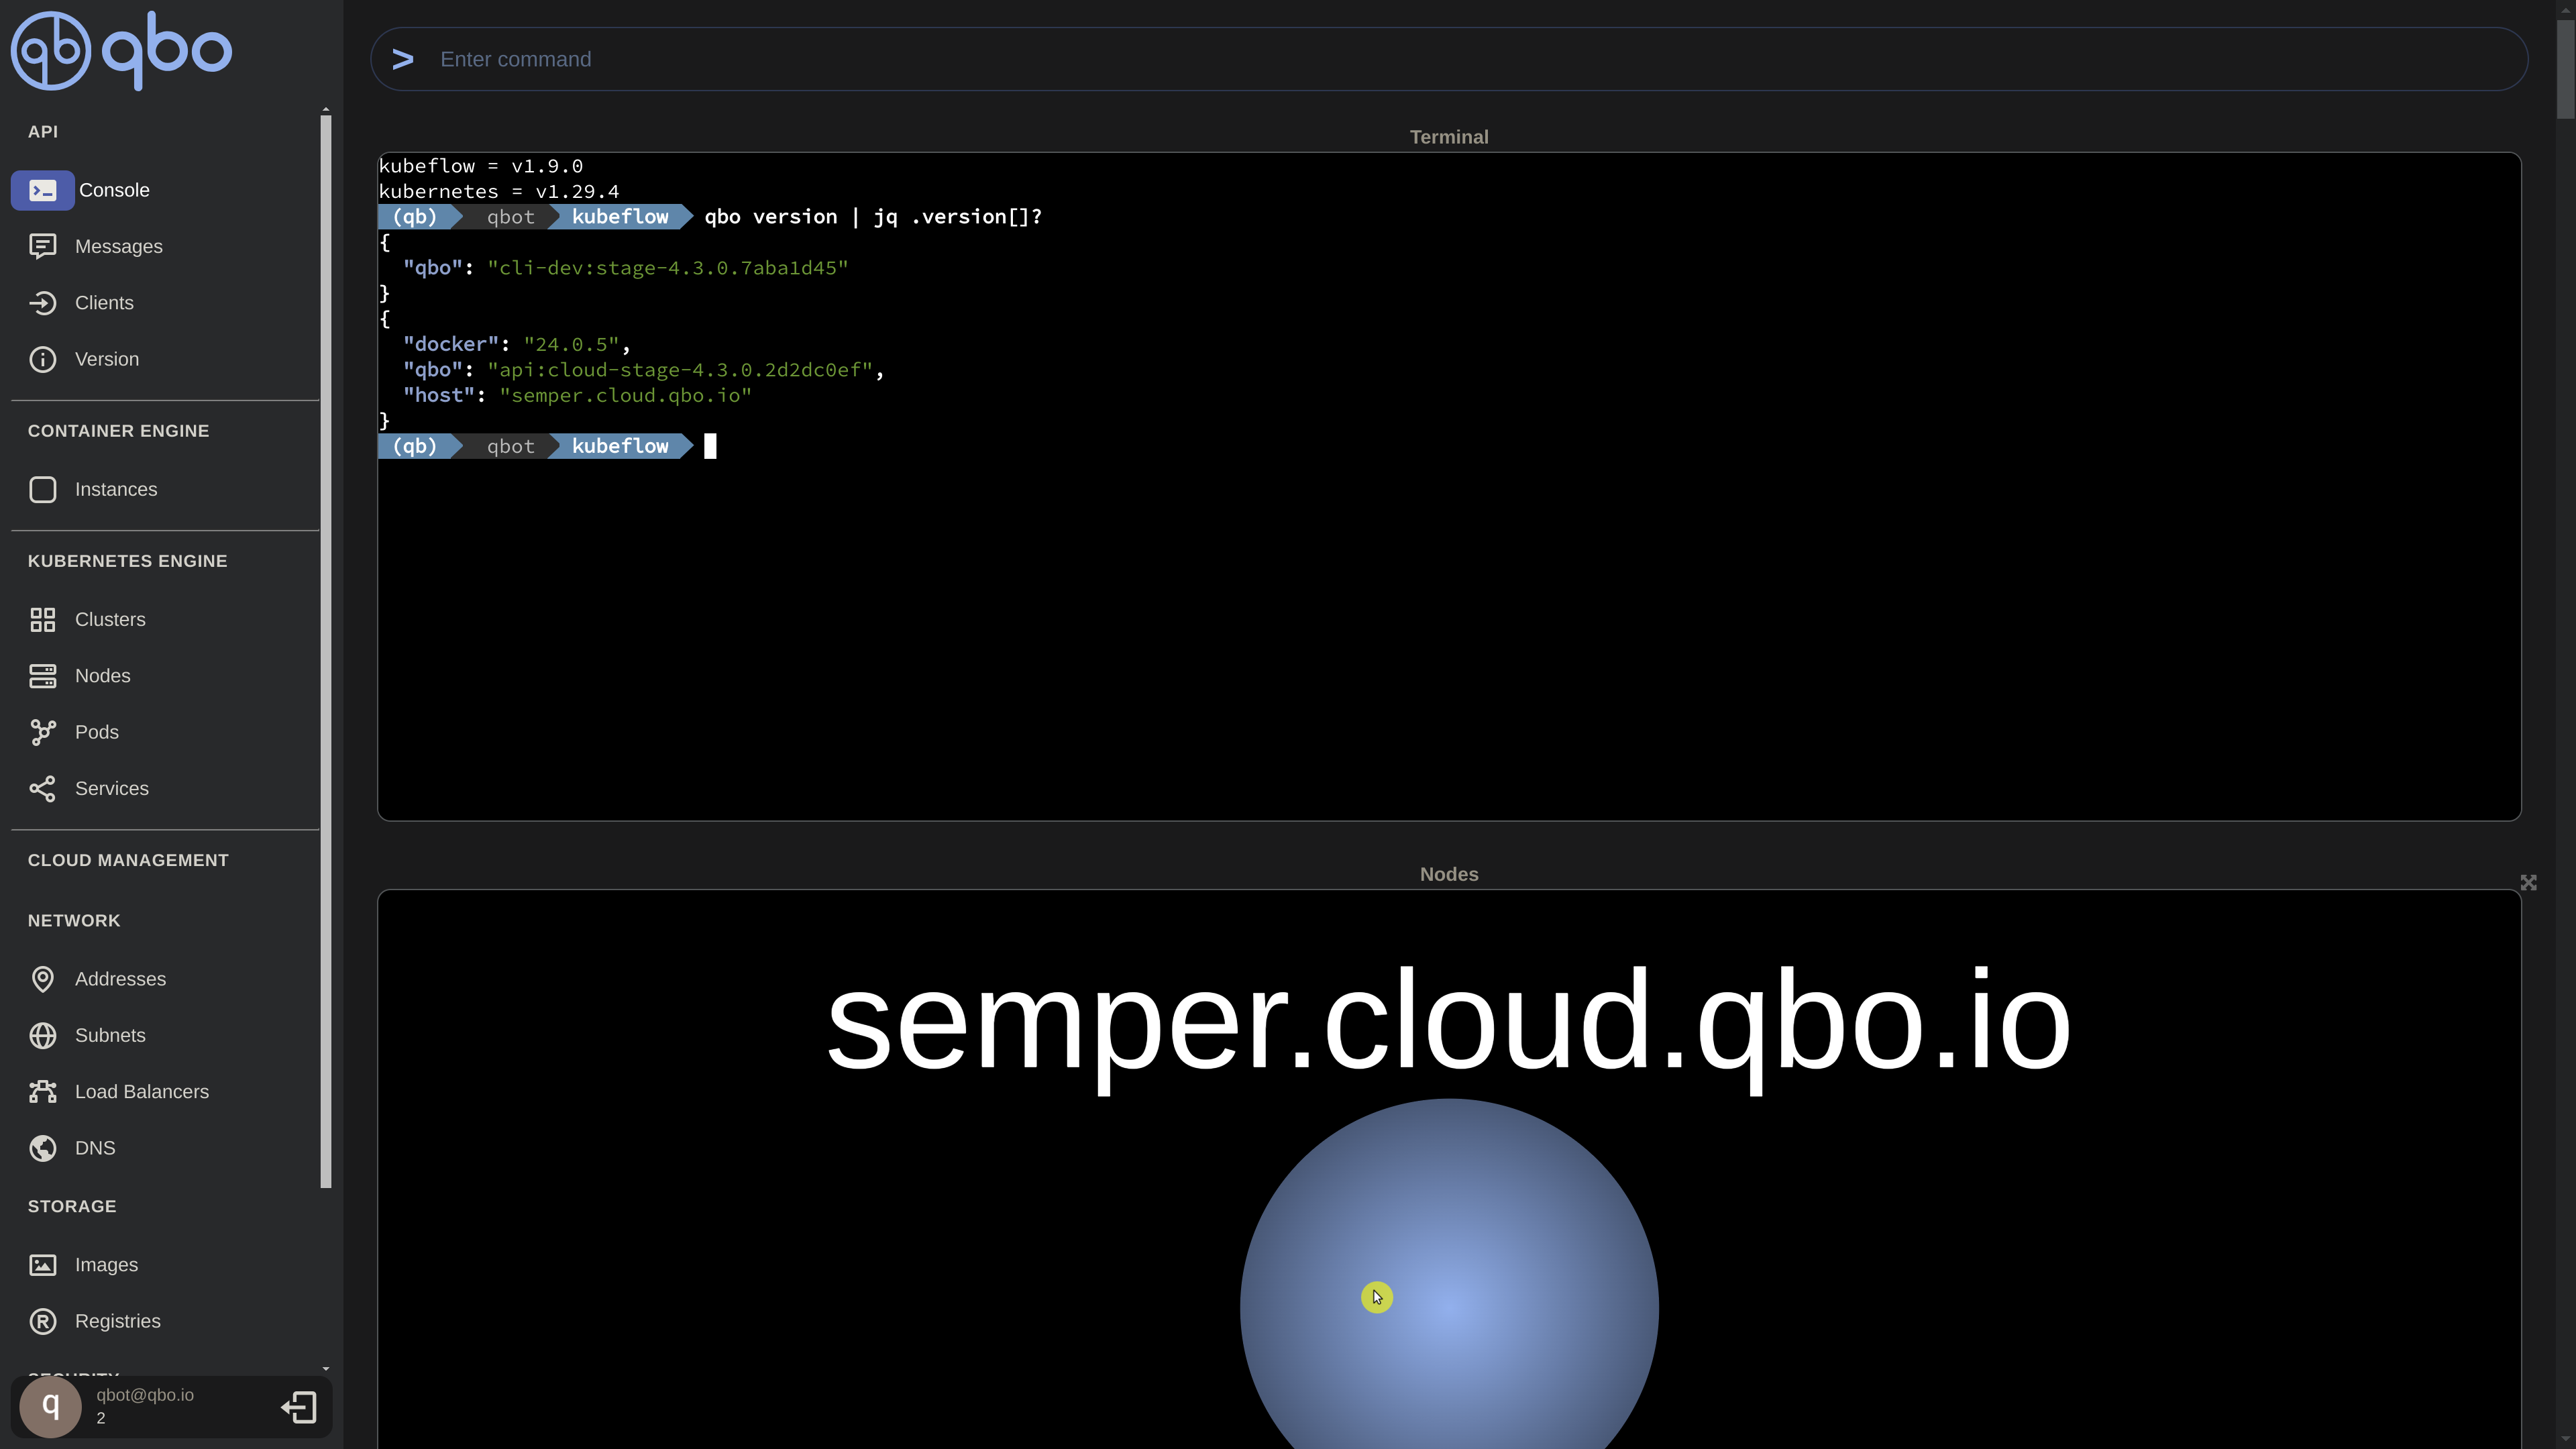 qb qbo
API
Console
Messages
Clients
Version
CONTAINER ENGINE
Instances
KUBERNETES ENGINE
Clusters
Nodes
Pods
Services
CLOUD MANAGEMENT
NETWORK
Addresses
Subnets
Load Balancers
DNS
STORAGE
Images
R Registries
SECURITY
q
qbot@qbo.io
2
> Enter command
Terminal
kubeflow = v1.9.0
kubernetes = v1.29.4
(qb) qbot kubeflow qbo version | jq .version[]?
{
"qbo": "cli-dev:stage-4.3.0.7aba1d45"
}
{
"docker": "24.0.5",
"qbo": "api:cloud-stage-4.3.0.2d2dc0ef",
"host": "semper.cloud.qbo.io"
}
(qb) qbot kubeflow
Nodes
semper.cloud.qbo.io